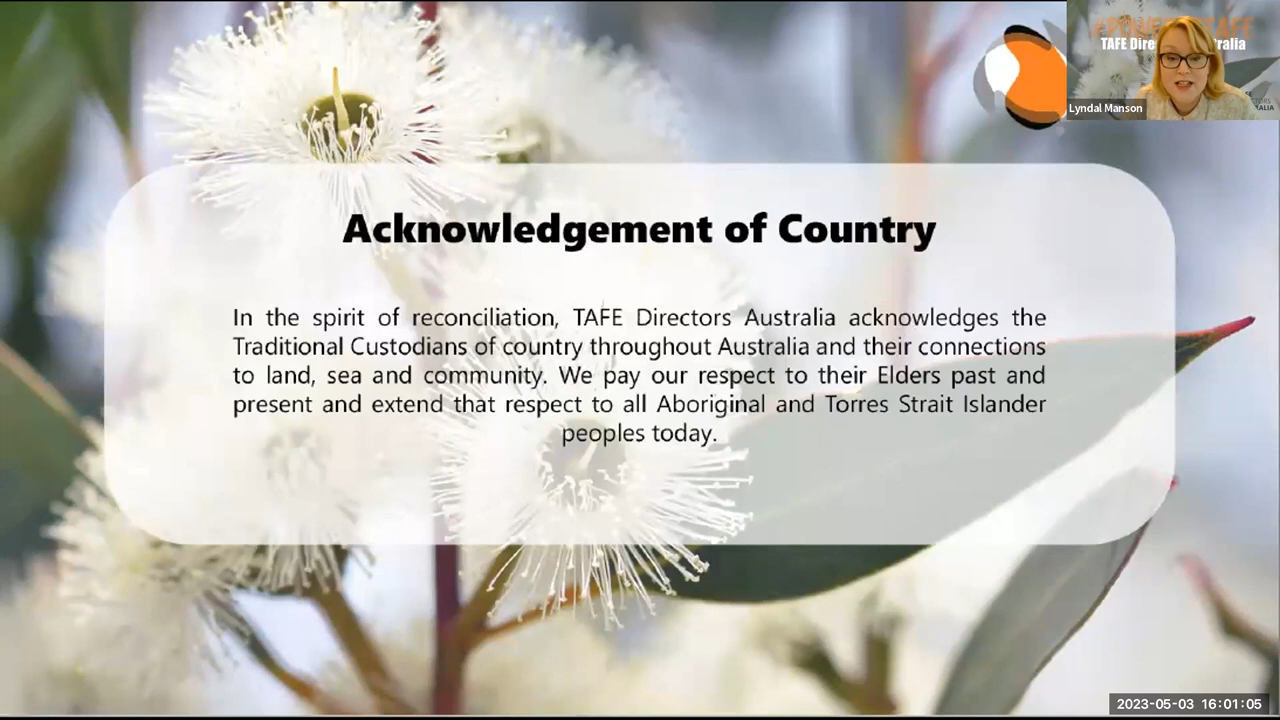 TAFE Dire
ralia
Lyndal Manson
Acknowledgement of Country
In the spirit of reconciliation, TAFE Directors Australia acknowledges the
Traditional Custodians of country throughout Australia and their connections
to land, sea and community. We pay our respect to their Elders past and
present and extend that respect to all Aboriginal and Torres Strait Islander
peoples today.
2023-05-03 16:01:05